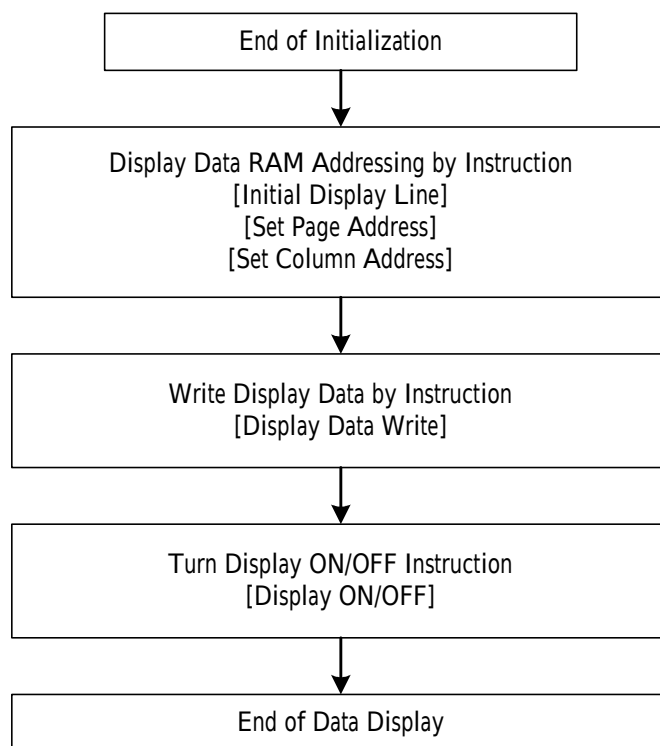 End of Initialization
Display Data RAM Addressing by Instruction
[Initial Display Line]
[Set Page Address]
[Set Column Address]
Write Display Data by Instruction
[Display Data Write]
Turn Display ON/OFF Instruction
[Display ON/OFF]
End of Data Display